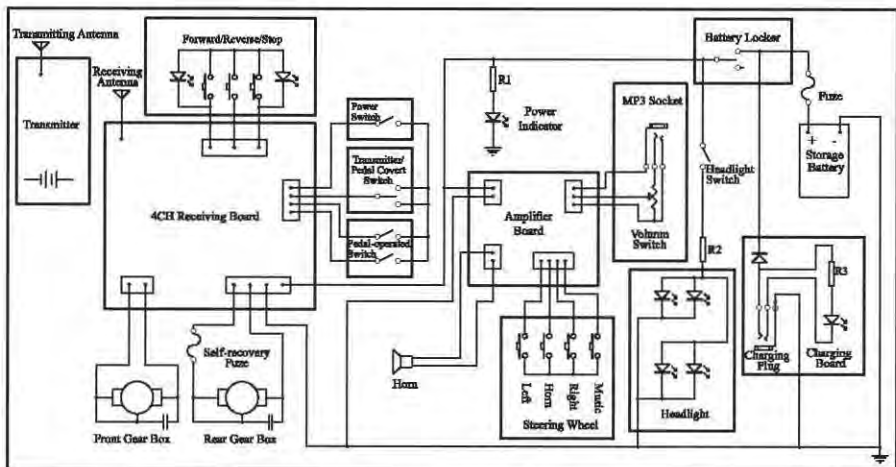 Transmitting Antenna
Forward/Reverse/Stop
Battery Locker
Receiving
Antenna
R1
Power
Switch
MP3 Socket
Fuze
Transmitter
Power
Indicator
+ -
Storage
Battery
Transmitter/
Pedal Covert
Switch
Headlight
Switch
4CH Receiving Board
Amplifier
Board
Pedal-operated
Switch
Volumn
Switch
R2
R3
Self-recovery
Fuze
Horn
Left
Horn
Right
Music
Charging
Plug
Charging
Board
Headlight
Front Gear Box
Rear Gear Box
Steering Wheel